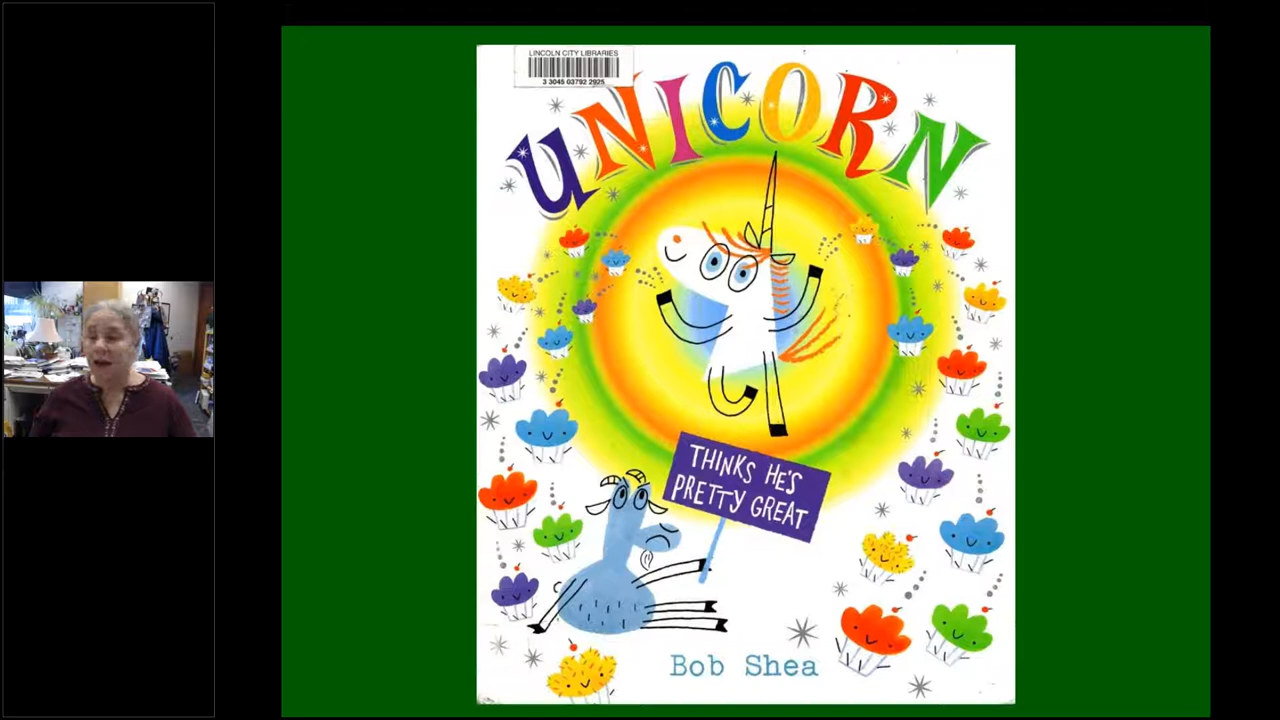 LINCOLN CITY LIBRARIES
3 3045 03792 2925
UNICORN
THINKS HE'S
PRETTY GREAT
Bob Shea